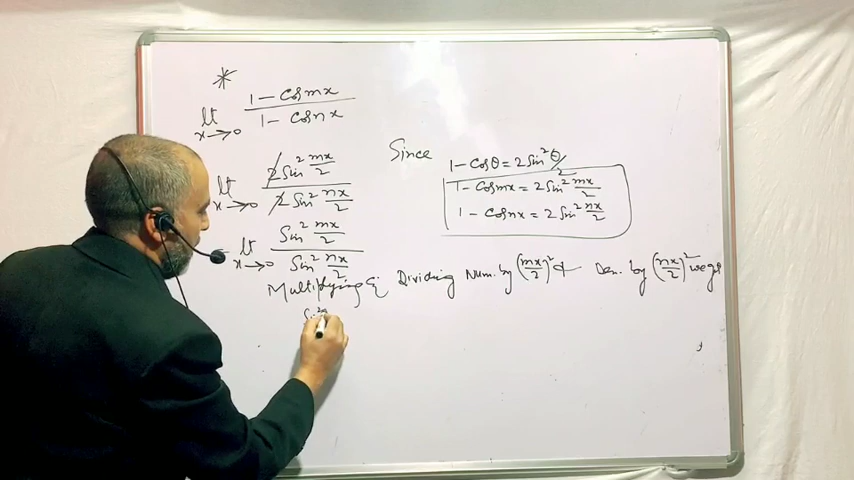 *
lt x→0 (1 - Cos mx)/(1 - Cos nx)
lt x→0 (2 Sin² mx/2)/(2 Sin² nx/2)
lt x→0 (Sin² mx/2)/(Sin² nx/2)
Since 1 - Cos θ = 2 Sin² θ/2
1 - Cos mx = 2 Sin² mx/2
1 - Cos nx = 2 Sin² nx/2
Multiplying & Dividing Num. by (mx/2)² & Den. by (nx/2)² we get